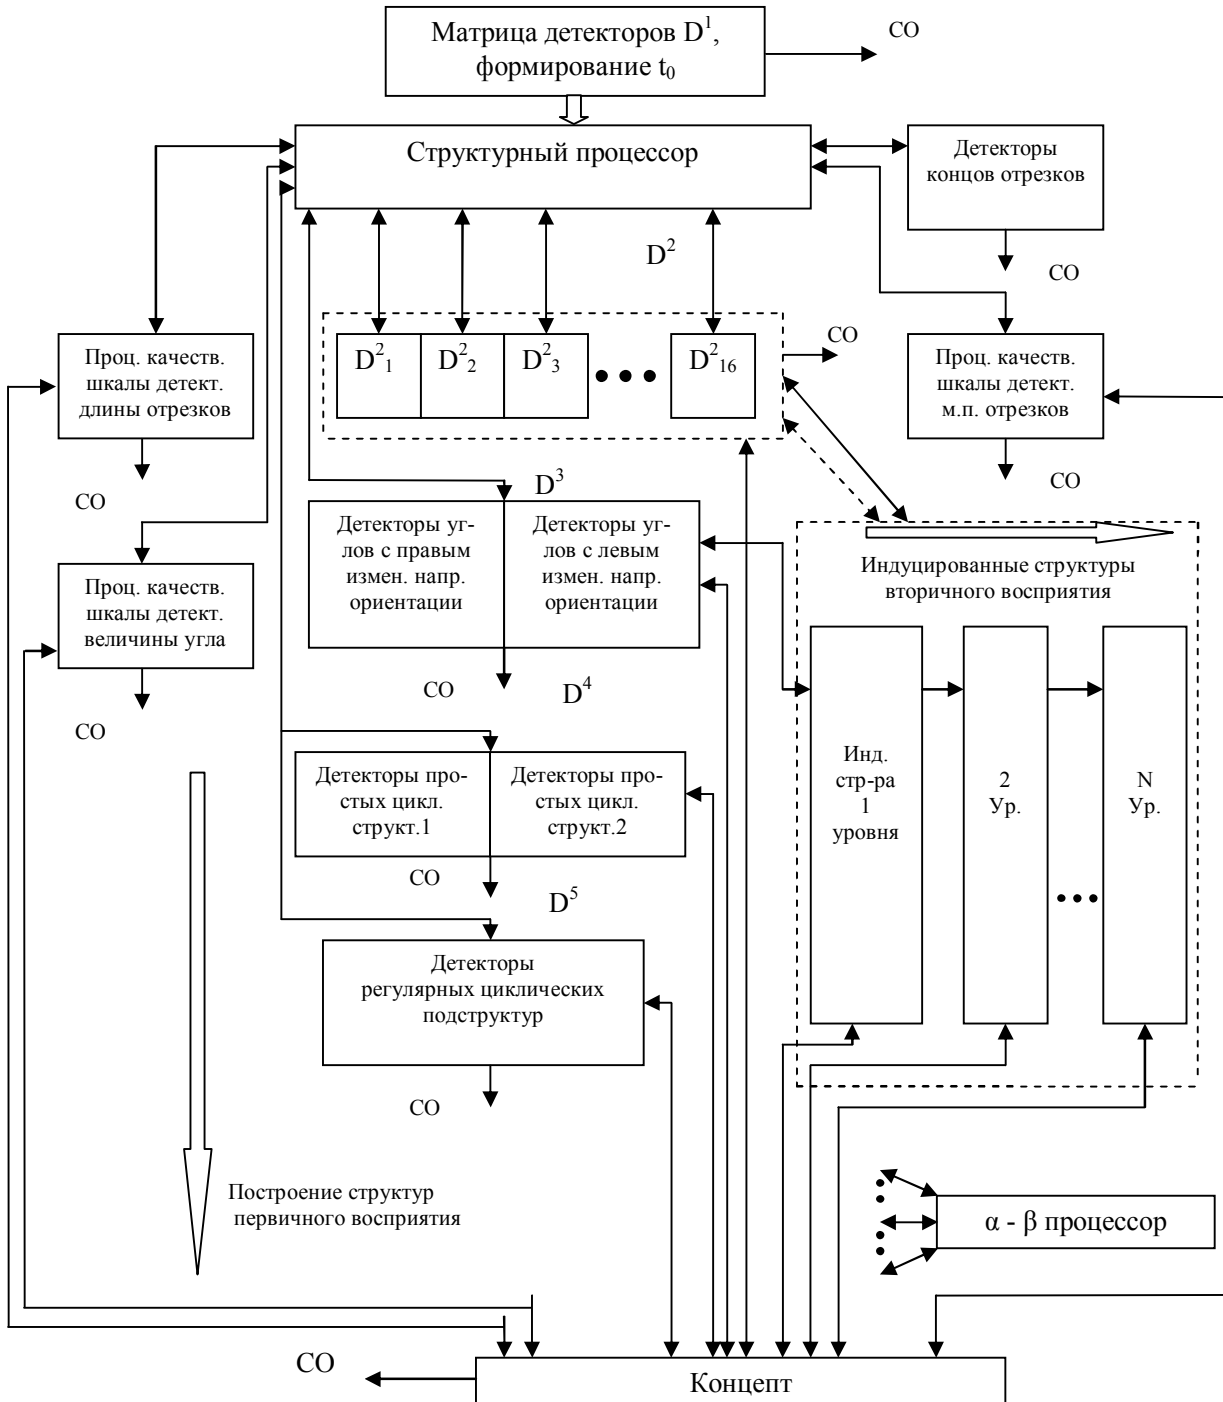 Матрица детекторов D¹,
формирование t₀
СО
Структурный процессор
Детекторы
концов отрезков
СО
D²
Проц. качеств.
шкалы детект.
длины отрезков
СО
D²₁
D²₂
D²₃
D²₁₆
СО
Проц. качеств.
шкалы детект.
м.п. отрезков
СО
D³
Детекторы уг-
лов с правым
измен. напр.
ориентации
Детекторы уг-
лов с левым
измен. напр.
ориентации
СО
Проц. качеств.
шкалы детект.
величины угла
СО
Индуцированные структуры
вторичного восприятия
Инд.
стр-ра
1
уровня
2
Ур.
N
Ур.
D⁴
Детекторы про-
стых цикл.
структ.1
Детекторы про-
стых цикл.
структ.2
СО
D⁵
Детекторы
регулярных циклических
подструктур
СО
Построение структур
первичного восприятия
α - β процессор
СО
Концепт